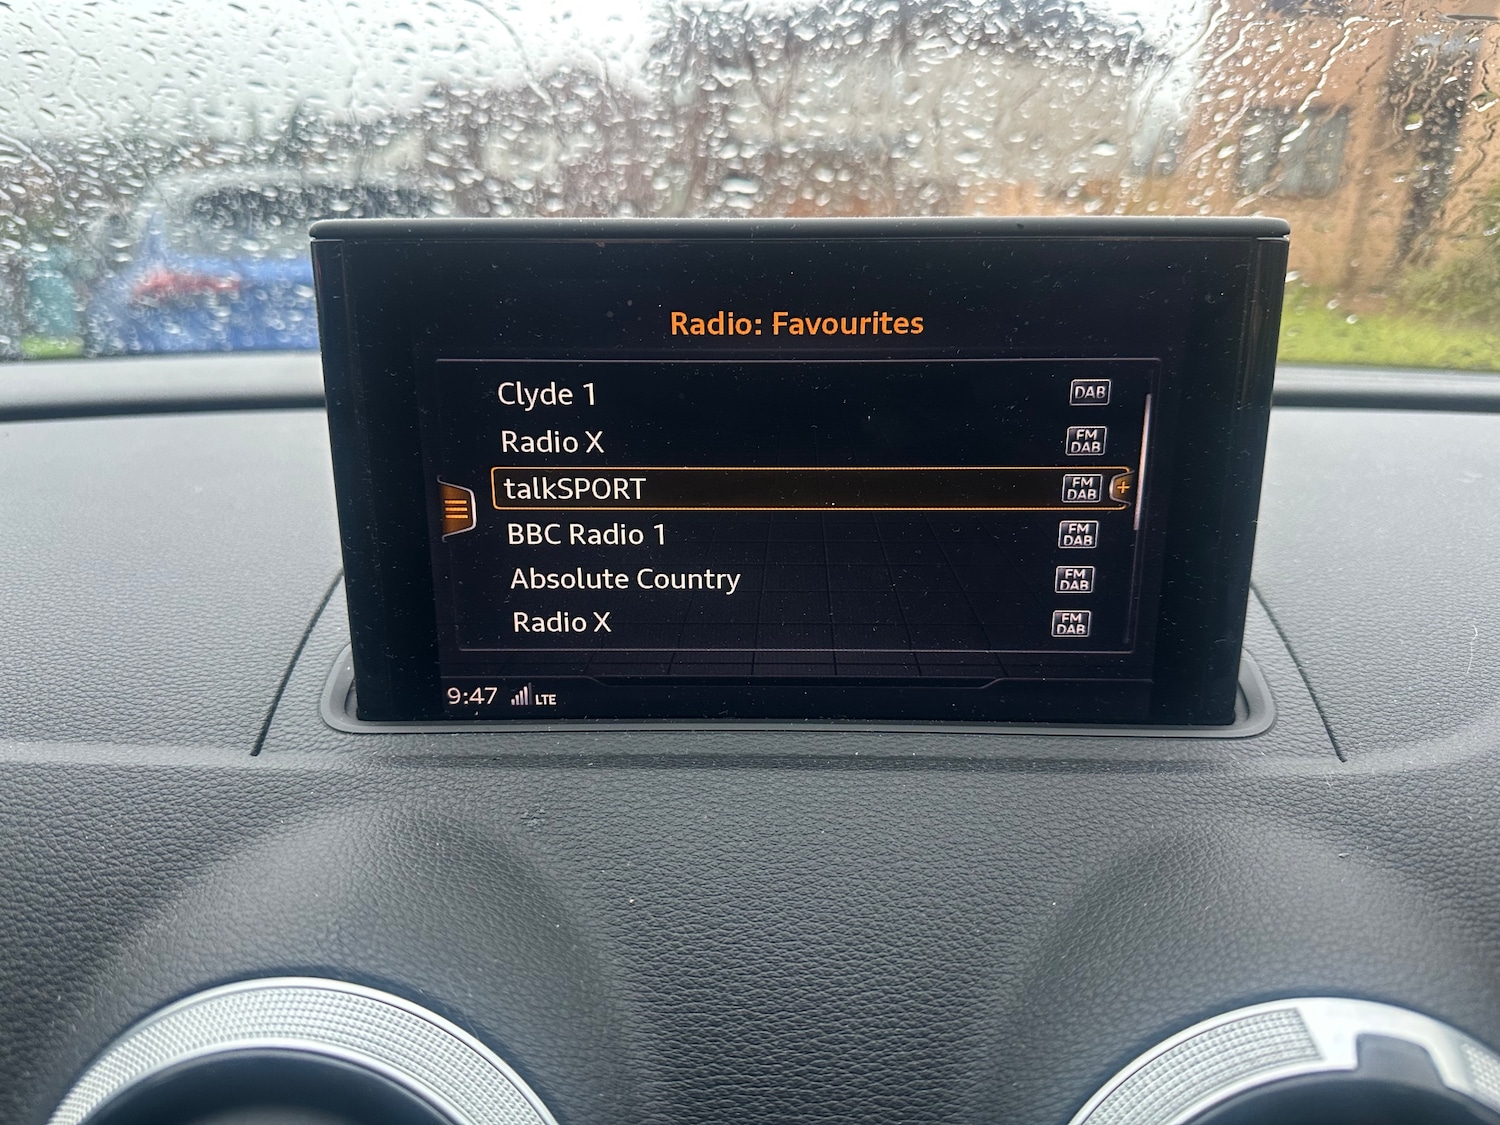 Radio: Favourites
Clyde 1 DAB
Radio X FM DAB
talkSPORT FM DAB +
BBC Radio 1 FM DAB
Absolute Country FM DAB
Radio X FM DAB
9:47 LTE